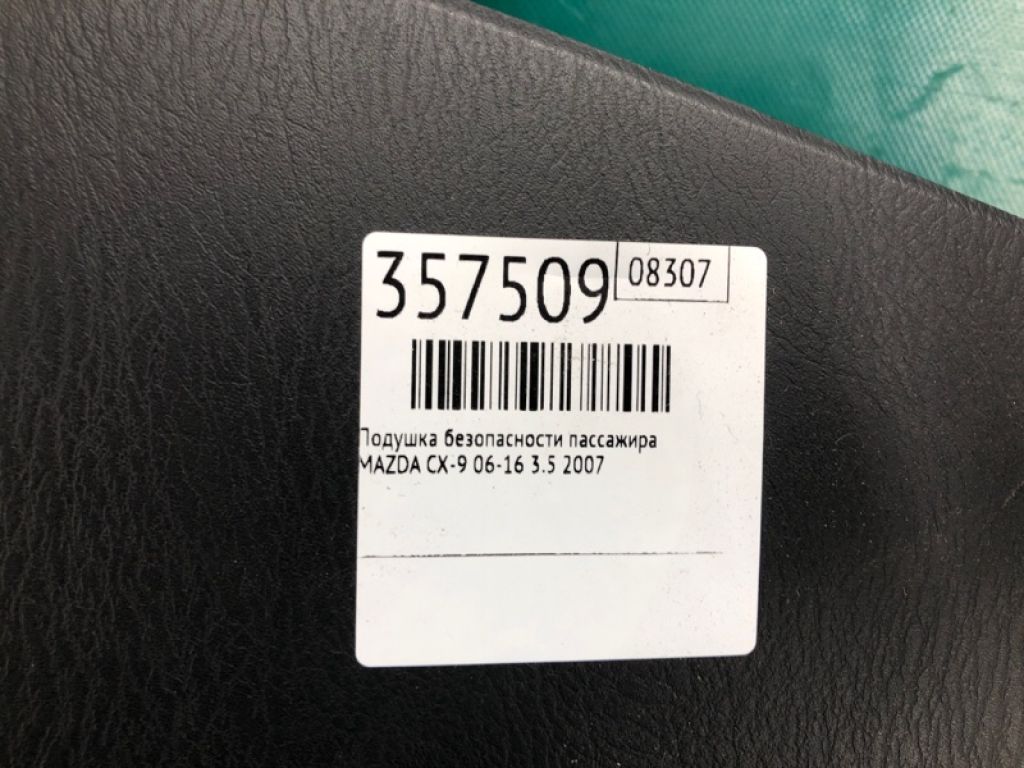 357509
08307
Подушка безопасности пассажира
MAZDA CX-9 06-16 3.5 2007